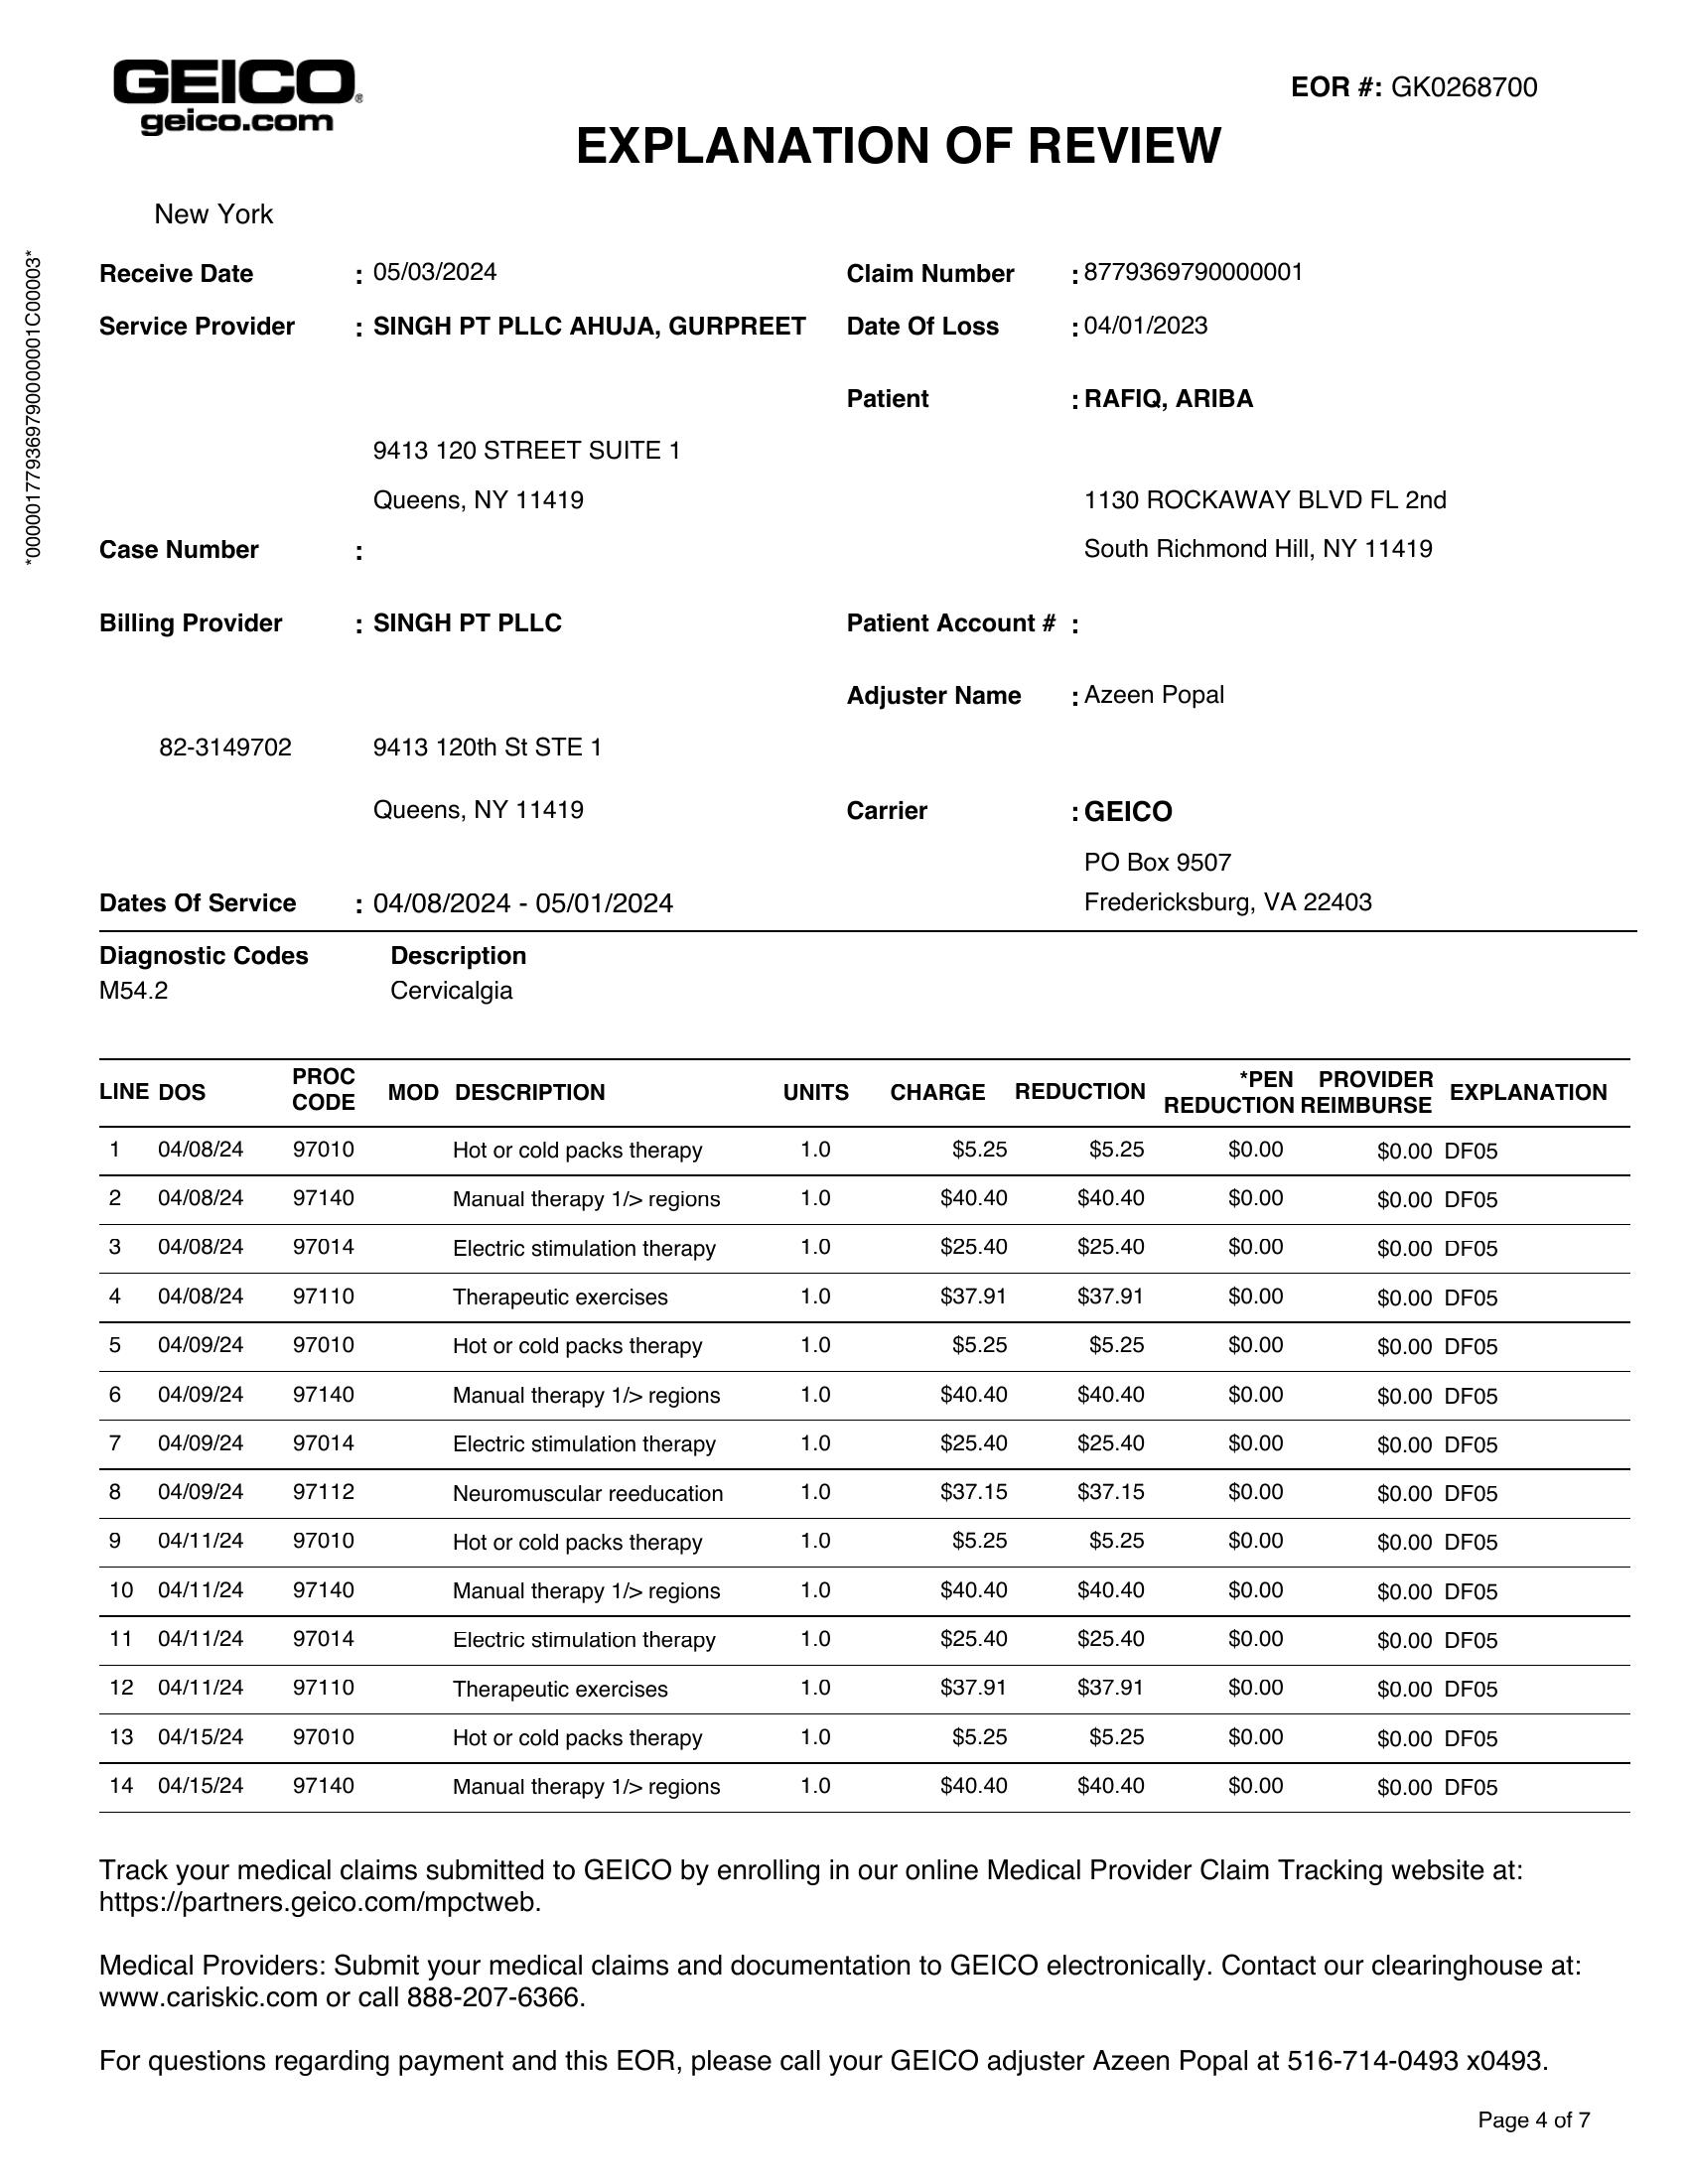 GEICO®
geico.com
EOR #: GK0268700
EXPLANATION OF REVIEW
New York
*0000017793697900000001C00003*
Receive Date : 05/03/2024 Claim Number : 8779369790000001
Service Provider : SINGH PT PLLC AHUJA, GURPREET Date Of Loss : 04/01/2023
Patient : RAFIQ, ARIBA
9413 120 STREET SUITE 1
Queens, NY 11419 1130 ROCKAWAY BLVD FL 2nd
Case Number : South Richmond Hill, NY 11419
Billing Provider : SINGH PT PLLC Patient Account # :
Adjuster Name : Azeen Popal
82-3149702 9413 120th St STE 1
Queens, NY 11419 Carrier : GEICO
PO Box 9507
Dates Of Service : 04/08/2024 - 05/01/2024 Fredericksburg, VA 22403
Diagnostic Codes Description
M54.2 Cervicalgia
LINE DOS PROC CODE MOD DESCRIPTION UNITS CHARGE REDUCTION *PEN REDUCTION PROVIDER REIMBURSE EXPLANATION
1 04/08/24 97010 Hot or cold packs therapy 1.0 $5.25 $5.25 $0.00 $0.00 DF05
2 04/08/24 97140 Manual therapy 1/> regions 1.0 $40.40 $40.40 $0.00 $0.00 DF05
3 04/08/24 97014 Electric stimulation therapy 1.0 $25.40 $25.40 $0.00 $0.00 DF05
4 04/08/24 97110 Therapeutic exercises 1.0 $37.91 $37.91 $0.00 $0.00 DF05
5 04/09/24 97010 Hot or cold packs therapy 1.0 $5.25 $5.25 $0.00 $0.00 DF05
6 04/09/24 97140 Manual therapy 1/> regions 1.0 $40.40 $40.40 $0.00 $0.00 DF05
7 04/09/24 97014 Electric stimulation therapy 1.0 $25.40 $25.40 $0.00 $0.00 DF05
8 04/09/24 97112 Neuromuscular reeducation 1.0 $37.15 $37.15 $0.00 $0.00 DF05
9 04/11/24 97010 Hot or cold packs therapy 1.0 $5.25 $5.25 $0.00 $0.00 DF05
10 04/11/24 97140 Manual therapy 1/> regions 1.0 $40.40 $40.40 $0.00 $0.00 DF05
11 04/11/24 97014 Electric stimulation therapy 1.0 $25.40 $25.40 $0.00 $0.00 DF05
12 04/11/24 97110 Therapeutic exercises 1.0 $37.91 $37.91 $0.00 $0.00 DF05
13 04/15/24 97010 Hot or cold packs therapy 1.0 $5.25 $5.25 $0.00 $0.00 DF05
14 04/15/24 97140 Manual therapy 1/> regions 1.0 $40.40 $40.40 $0.00 $0.00 DF05
Track your medical claims submitted to GEICO by enrolling in our online Medical Provider Claim Tracking website at:
https://partners.geico.com/mpctweb.
Medical Providers: Submit your medical claims and documentation to GEICO electronically. Contact our clearinghouse at:
www.cariskic.com or call 888-207-6366.
For questions regarding payment and this EOR, please call your GEICO adjuster Azeen Popal at 516-714-0493 x0493.
Page 4 of 7